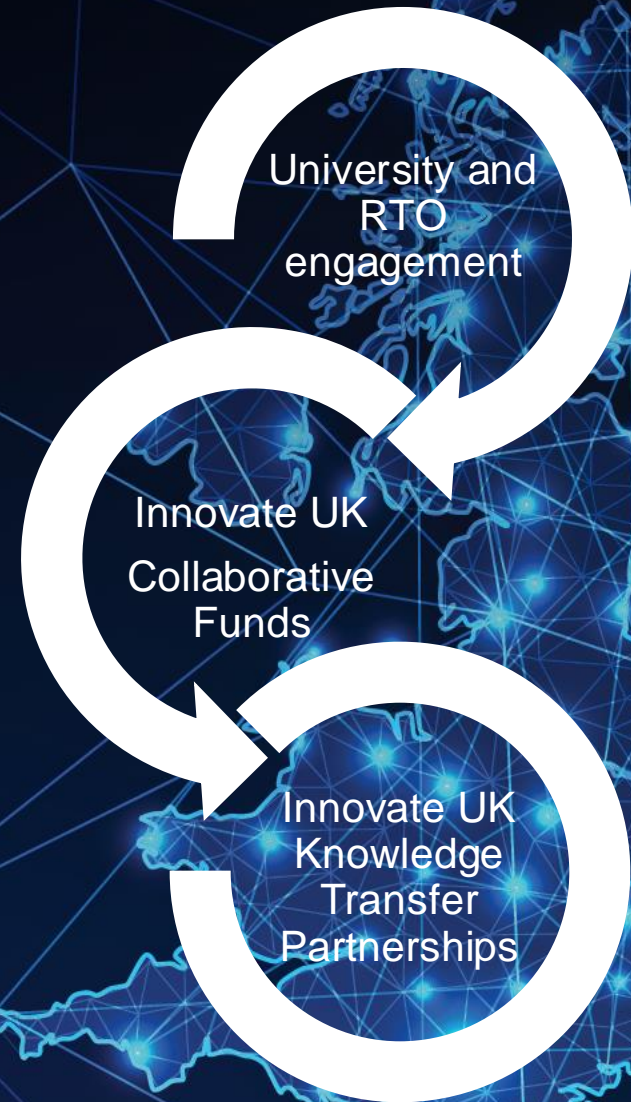 University and
RTO
engagement
Innovate UK
Collaborative
Funds
Innovate UK
Knowledge
Transfer
Partnerships